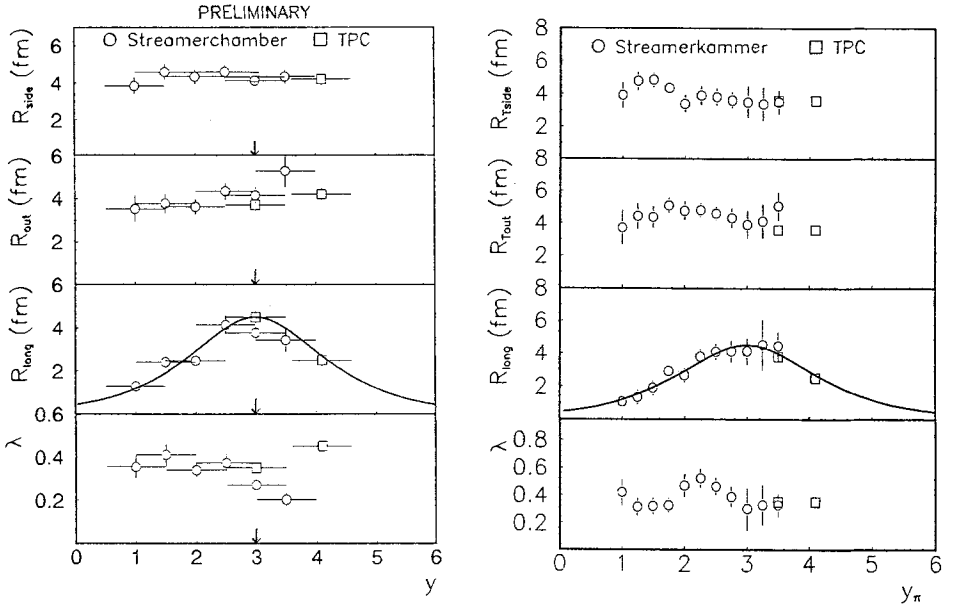 PRELIMINARY
Streamerchamber TPC
6
4
2
R_side (fm)
6
4
2
R_out (fm)
6
4
2
R_long (fm)
0.6
0.4
0.2
λ
0 1 2 3 4 5 6
y
Streamerkammer TPC
8
6
4
2
R_Tside (fm)
8
6
4
2
R_Tout (fm)
8
6
4
2
R_long (fm)
0.8
0.6
0.4
0.2
λ
0 1 2 3 4 5 6
y_π